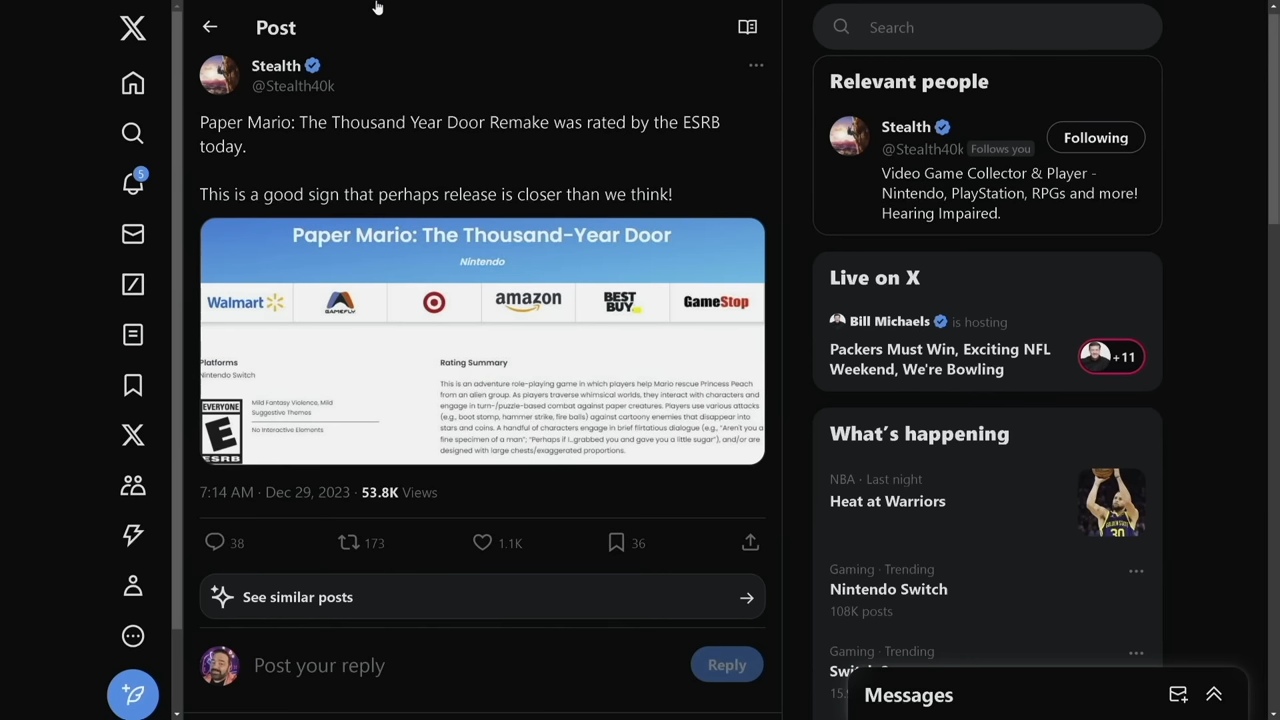 Post
Stealth
@Stealth40k
Paper Mario: The Thousand Year Door Remake was rated by the ESRB
today.
This is a good sign that perhaps release is closer than we think!
Paper Mario: The Thousand-Year Door
Nintendo
Walmart
GAMEFLY
amazon
BEST
BUY
GameStop
Platforms
Nintendo Switch
EVERYONE
E
ESRB
Mild Fantasy Violence, Mild
Suggestive Themes
No Interactive Elements
Rating Summary
This is an adventure role-playing game in which players help Mario rescue Princess Peach
from an alien group. As players traverse whimsical worlds, they interact with characters and
engage in turn-/puzzle-based combat against paper creatures. Players use various attacks
(e.g., boot stomp, hammer strike, fire balls) against cartoony enemies that disappear into
stars and coins. A handful of characters engage in brief flirtatious dialogue (e.g., "Aren't you a
fine specimen of a man"; "Perhaps if I...grabbed you and gave you a little sugar"), and/or are
designed with large chests/exaggerated proportions.
7:14 AM · Dec 29, 2023 · 53.8K Views
38
173
1.1K
36
See similar posts
Post your reply
Reply
5
Search
Relevant people
Stealth
@Stealth40k Follows you
Following
Video Game Collector & Player -
Nintendo, PlayStation, RPGs and more!
Hearing Impaired.
Live on X
Bill Michaels is hosting
Packers Must Win, Exciting NFL
Weekend, We're Bowling
+11
What's happening
NBA · Last night
Heat at Warriors
30
Gaming · Trending
Nintendo Switch
108K posts
Gaming · Trending
Messages